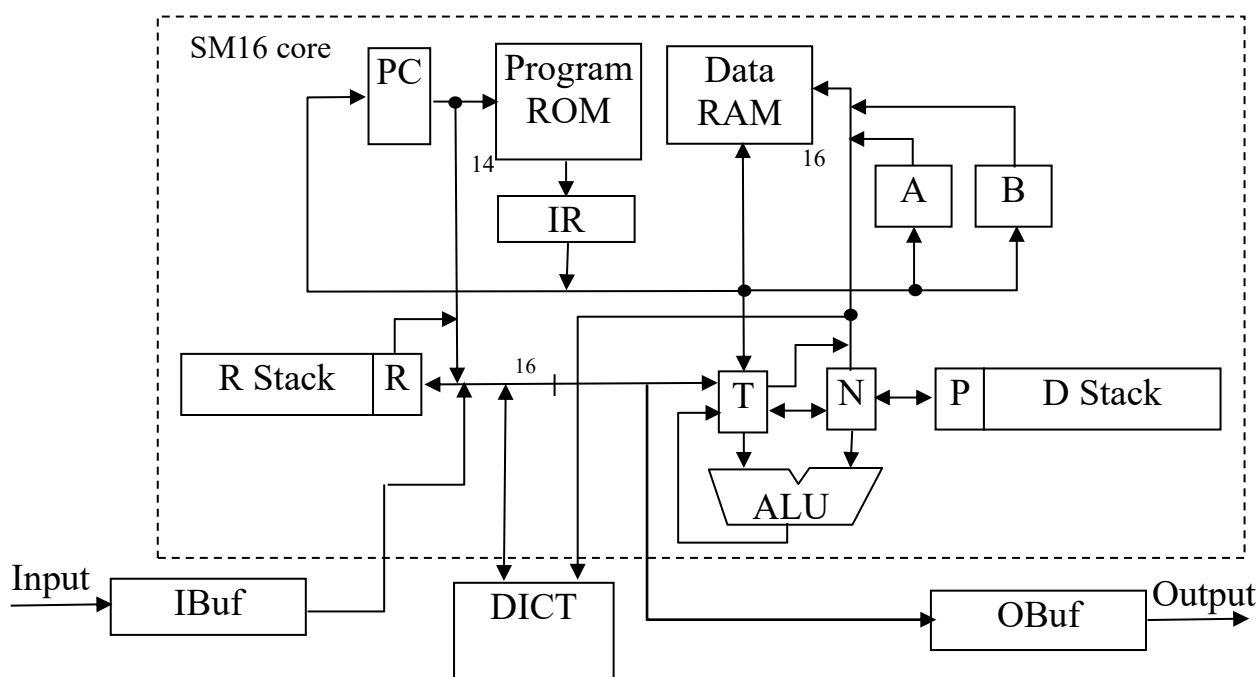 SM16 core
PC
Program
ROM
Data
RAM
14
16
IR
A
B
R Stack
R
16
T
N
P
D Stack
ALU
Input
IBuf
DICT
OBuf
Output